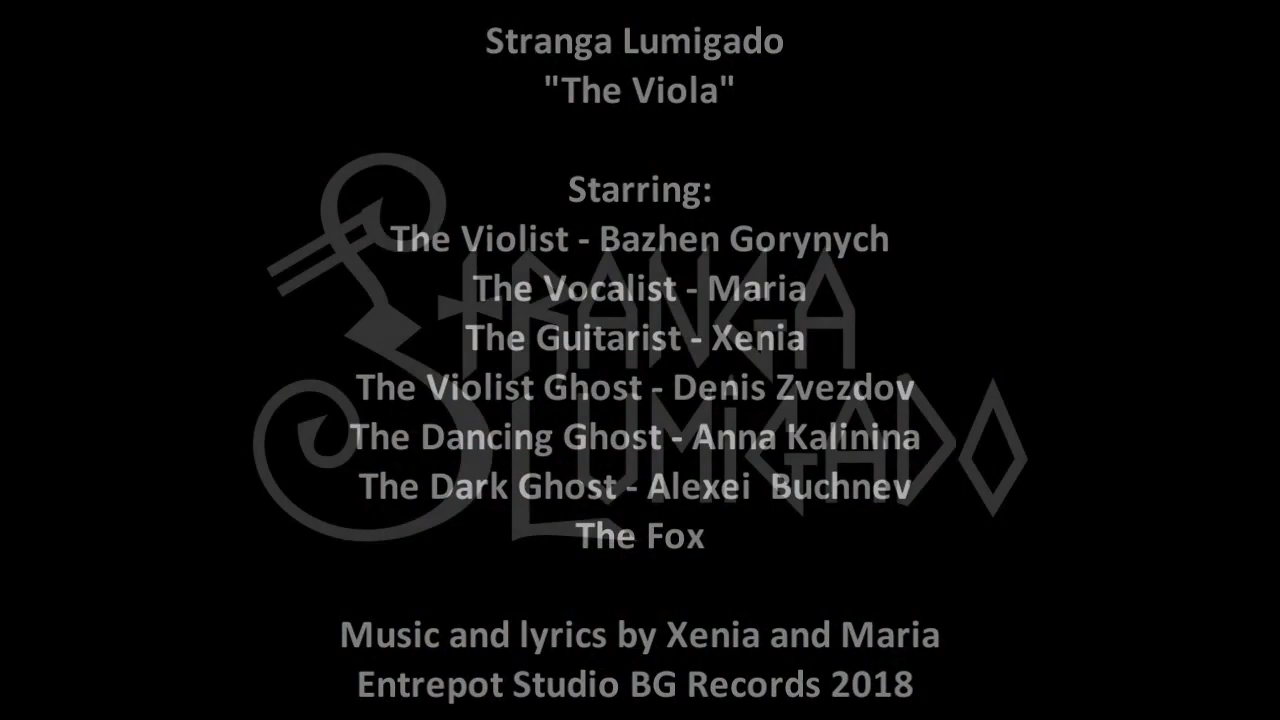 Stranga Lumigado
"The Viola"
Starring:
The Violist - Bazhen Gorynych
The Vocalist - Maria
The Guitarist - Xenia
The Violist Ghost - Denis Zvezdov
The Dancing Ghost - Anna Kalinina
The Dark Ghost - Alexei  Buchnev
The Fox
Music and lyrics by Xenia and Maria
Entrepot Studio BG Records 2018
STRANGA
LUMIGADO